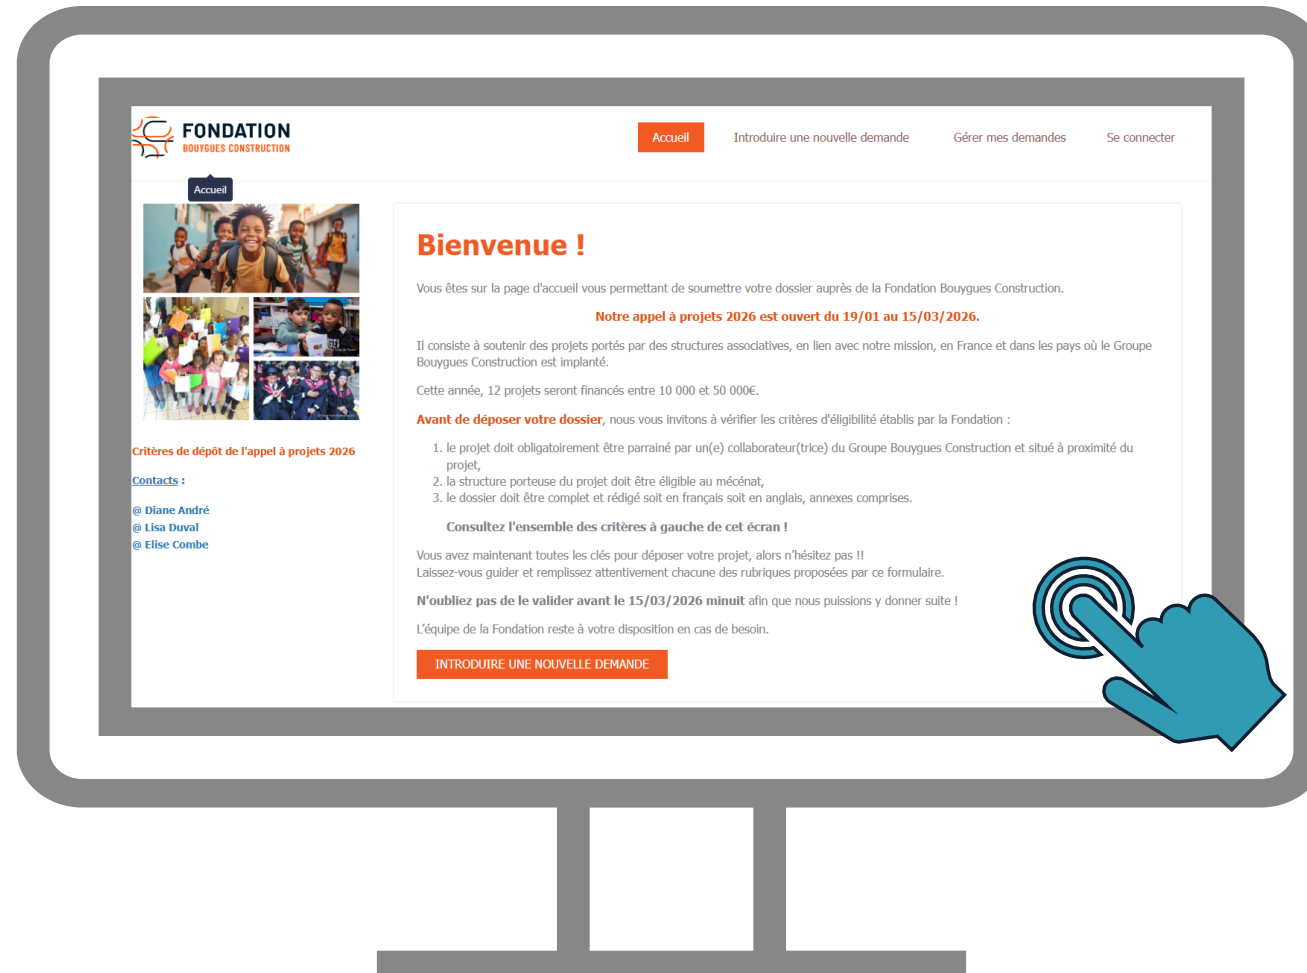 FONDATION
BOUYGUES CONSTRUCTION
Accueil
Introduire une nouvelle demande
Gérer mes demandes
Se connecter
Accueil
Critères de dépôt de l'appel à projets 2026
Contacts :
@ Diane André
@ Lisa Duval
@ Elise Combe
Bienvenue !
Vous êtes sur la page d'accueil vous permettant de soumettre votre dossier auprès de la Fondation Bouygues Construction.
Notre appel à projets 2026 est ouvert du 19/01 au 15/03/2026.
Il consiste à soutenir des projets portés par des structures associatives, en lien avec notre mission, en France et dans les pays où le Groupe
Bouygues Construction est implanté.
Cette année, 12 projets seront financés entre 10 000 et 50 000€.
Avant de déposer votre dossier, nous vous invitons à vérifier les critères d'éligibilité établis par la Fondation :
1. le projet doit obligatoirement être parrainé par un(e) collaborateur(trice) du Groupe Bouygues Construction et situé à proximité du
projet,
2. la structure porteuse du projet doit être éligible au mécénat,
3. le dossier doit être complet et rédigé soit en français soit en anglais, annexes comprises.
Consultez l'ensemble des critères à gauche de cet écran !
Vous avez maintenant toutes les clés pour déposer votre projet, alors n’hésitez pas !!
Laissez-vous guider et remplissez attentivement chacune des rubriques proposées par ce formulaire.
N'oubliez pas de le valider avant le 15/03/2026 minuit afin que nous puissions y donner suite !
L’équipe de la Fondation reste à votre disposition en cas de besoin.
INTRODUIRE UNE NOUVELLE DEMANDE